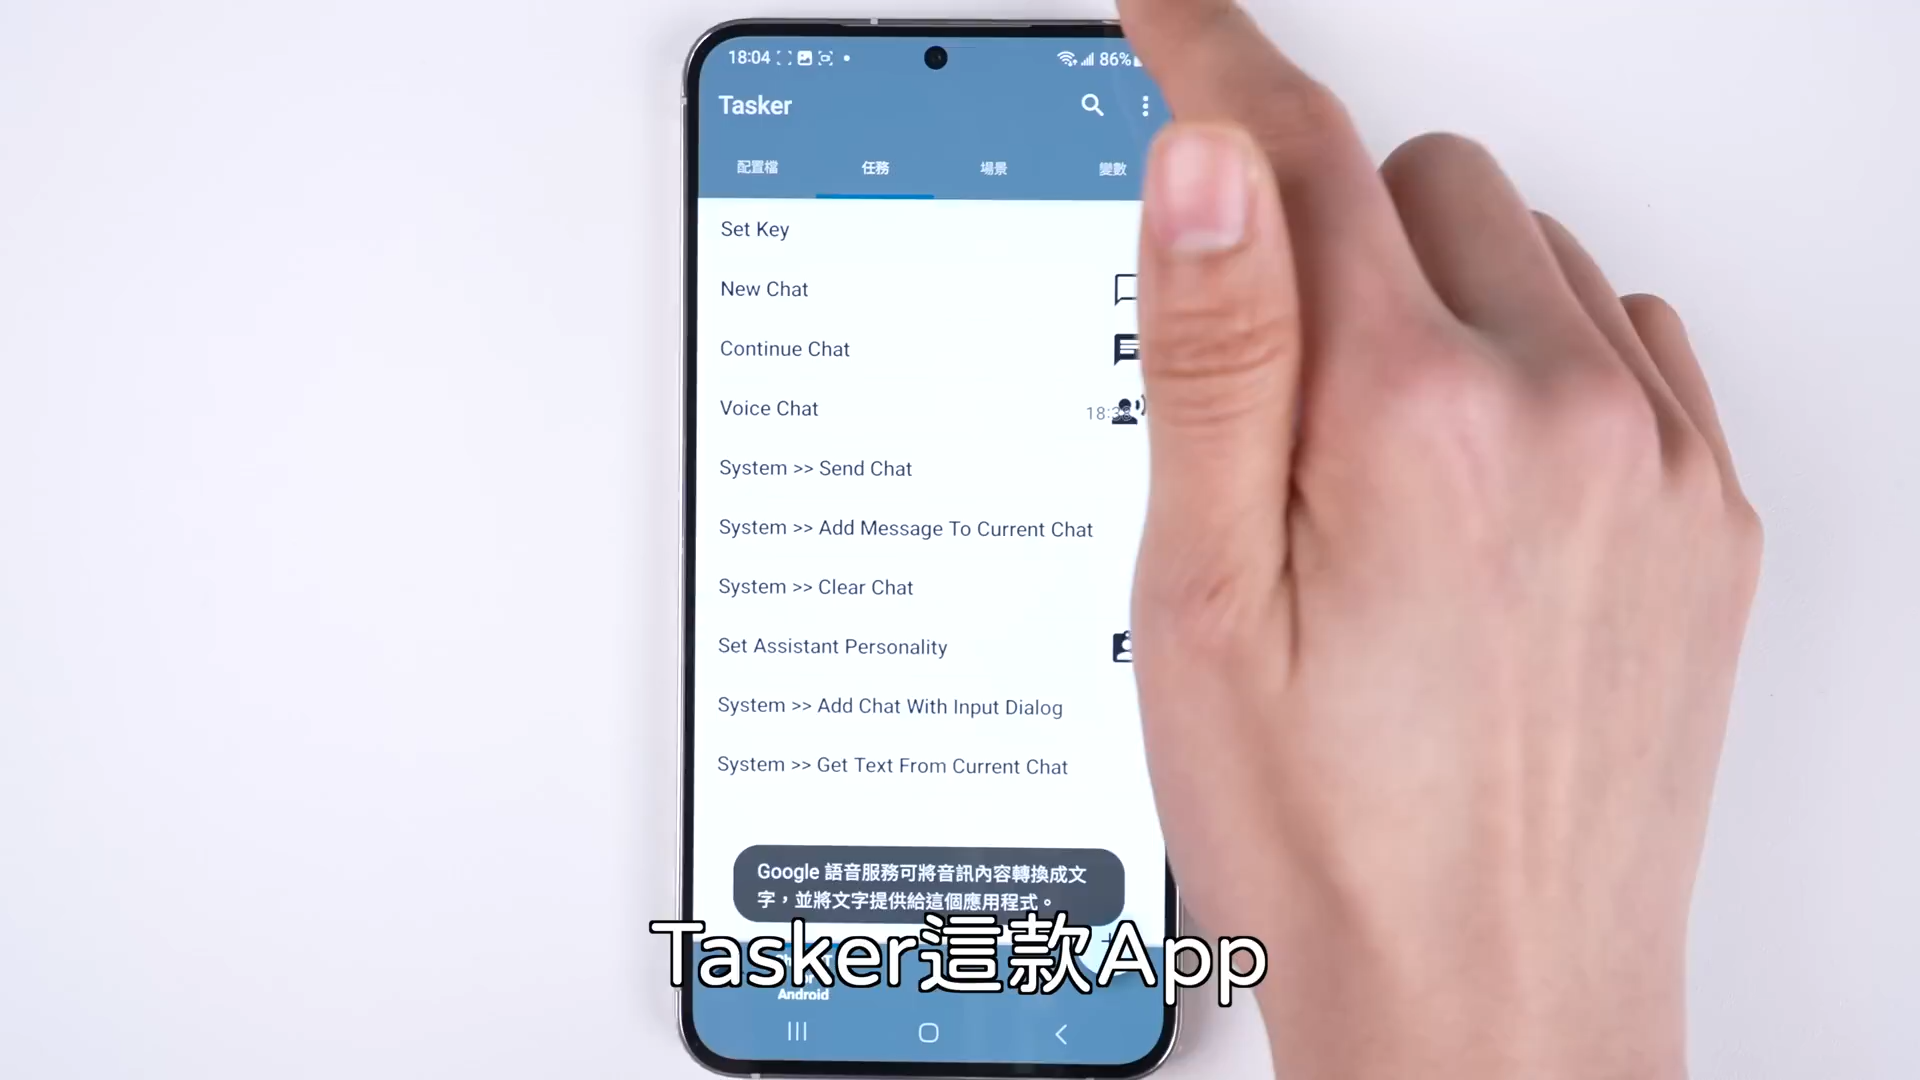 18:04
86%
Tasker
配置檔
任務
場景
變數
Set Key
New Chat
Continue Chat
Voice Chat
System >> Send Chat
System >> Add Message To Current Chat
System >> Clear Chat
Set Assistant Personality
System >> Add Chat With Input Dialog
System >> Get Text From Current Chat
Google 語音服務可將音訊內容轉換成文
字，並將文字提供給這個應用程式。
Tasker這款App
Android